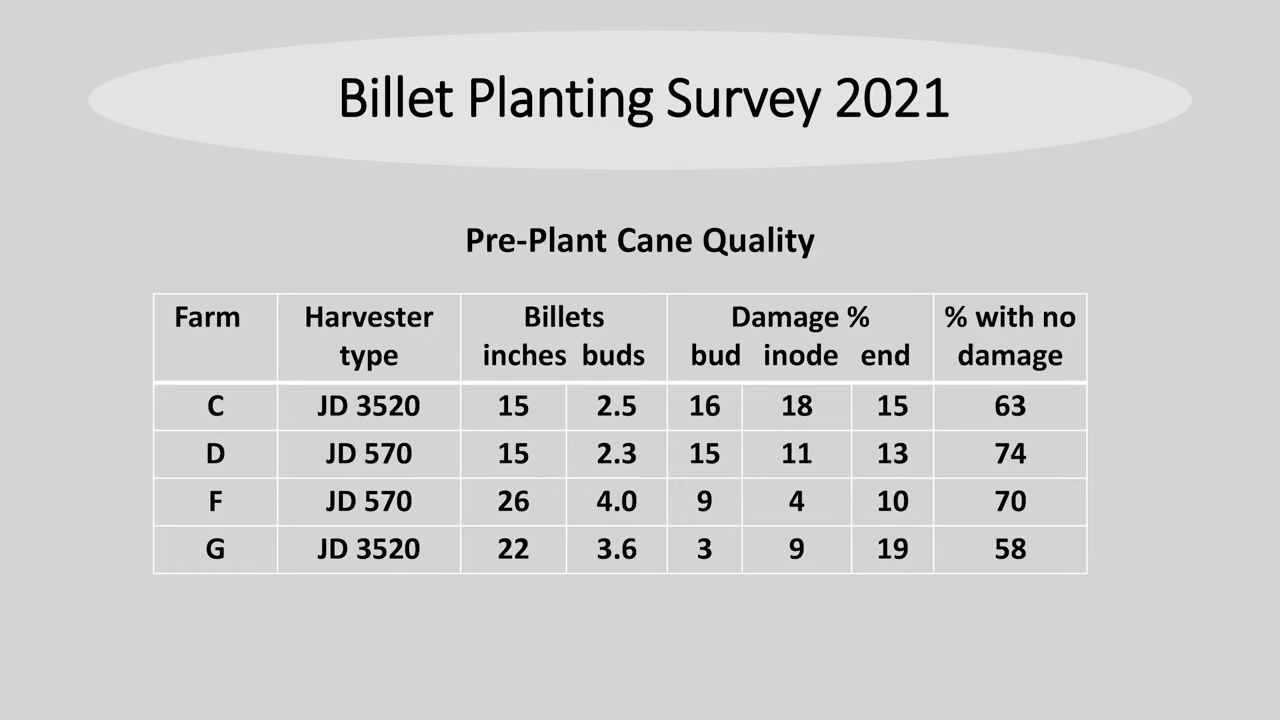 Billet Planting Survey 2021
Pre-Plant Cane Quality
Farm Harvester type Billets inches buds Damage % bud inode end % with no damage
C JD 3520 15 2.5 16 18 15 63
D JD 570 15 2.3 15 11 13 74
F JD 570 26 4.0 9 4 10 70
G JD 3520 22 3.6 3 9 19 58